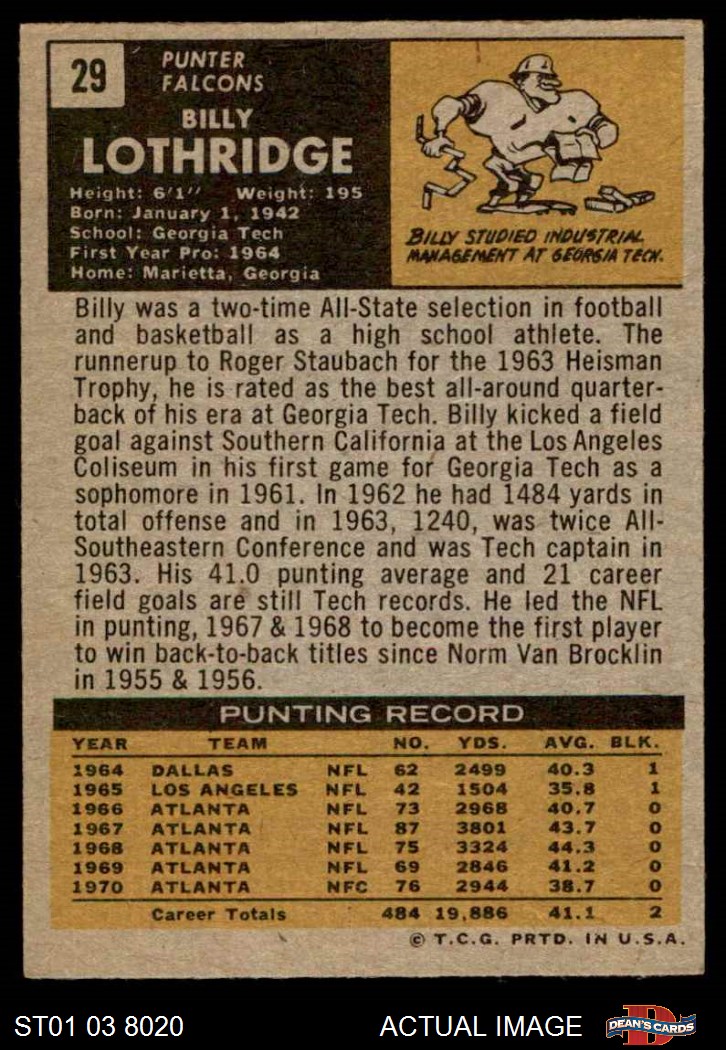 29
PUNTER
FALCONS
BILLY
LOTHRIDGE
Height: 6'1" Weight: 195
Born: January 1, 1942
School: Georgia Tech
First Year Pro: 1964
Home: Marietta, Georgia
BILLY STUDIED INDUSTRIAL
MANAGEMENT AT GEORGIA TECH.
Billy was a two-time All-State selection in football
and basketball as a high school athlete. The
runnerup to Roger Staubach for the 1963 Heisman
Trophy, he is rated as the best all-around quarter-
back of his era at Georgia Tech. Billy kicked a field
goal against Southern California at the Los Angeles
Coliseum in his first game for Georgia Tech as a
sophomore in 1961. In 1962 he had 1484 yards in
total offense and in 1963, 1240, was twice All-
Southeastern Conference and was Tech captain in
1963. His 41.0 punting average and 21 career
field goals are still Tech records. He led the NFL
in punting, 1967 & 1968 to become the first player
to win back-to-back titles since Norm Van Brocklin
in 1955 & 1956.
PUNTING RECORD
YEAR TEAM NO. YDS. AVG. BLK.
1964 DALLAS NFL 62 2499 40.3 1
1965 LOS ANGELES NFL 42 1504 35.8 1
1966 ATLANTA NFL 73 2968 40.7 0
1967 ATLANTA NFL 87 3801 43.7 0
1968 ATLANTA NFL 75 3324 44.3 0
1969 ATLANTA NFL 69 2846 41.2 0
1970 ATLANTA NFC 76 2944 38.7 0
Career Totals 484 19,886 41.1 2
© T.C.G. PRTD. IN U.S.A.
ST01 03 8020 ACTUAL IMAGE DEAN'S CARDS